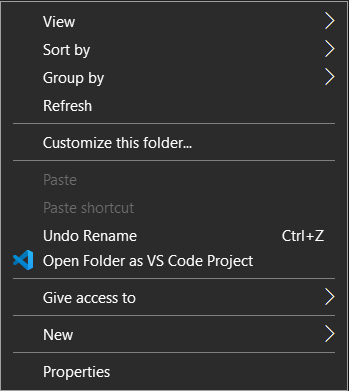 View
Sort by
Group by
Refresh
Customize this folder...
Paste
Paste shortcut
Undo Rename Ctrl+Z
Open Folder as VS Code Project
Give access to
New
Properties